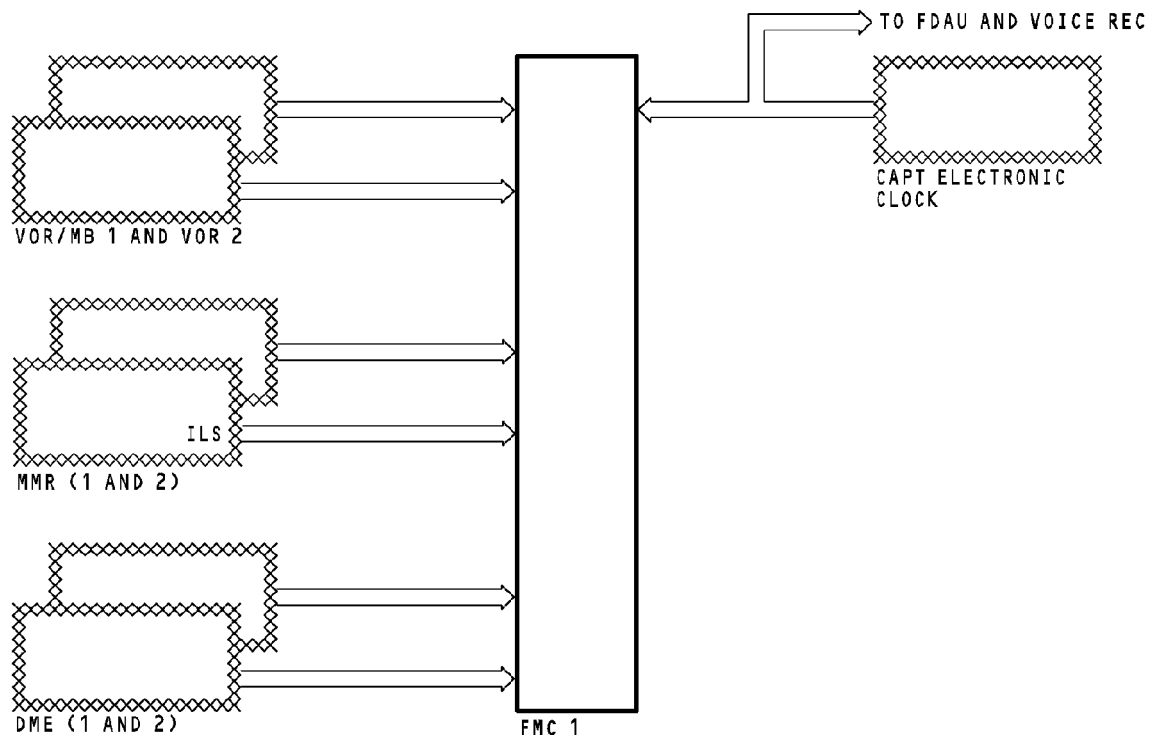 TO FDAU AND VOICE REC
CAPT ELECTRONIC
CLOCK
VOR/MB 1 AND VOR 2
ILS
MMR (1 AND 2)
DME (1 AND 2)
FMC 1